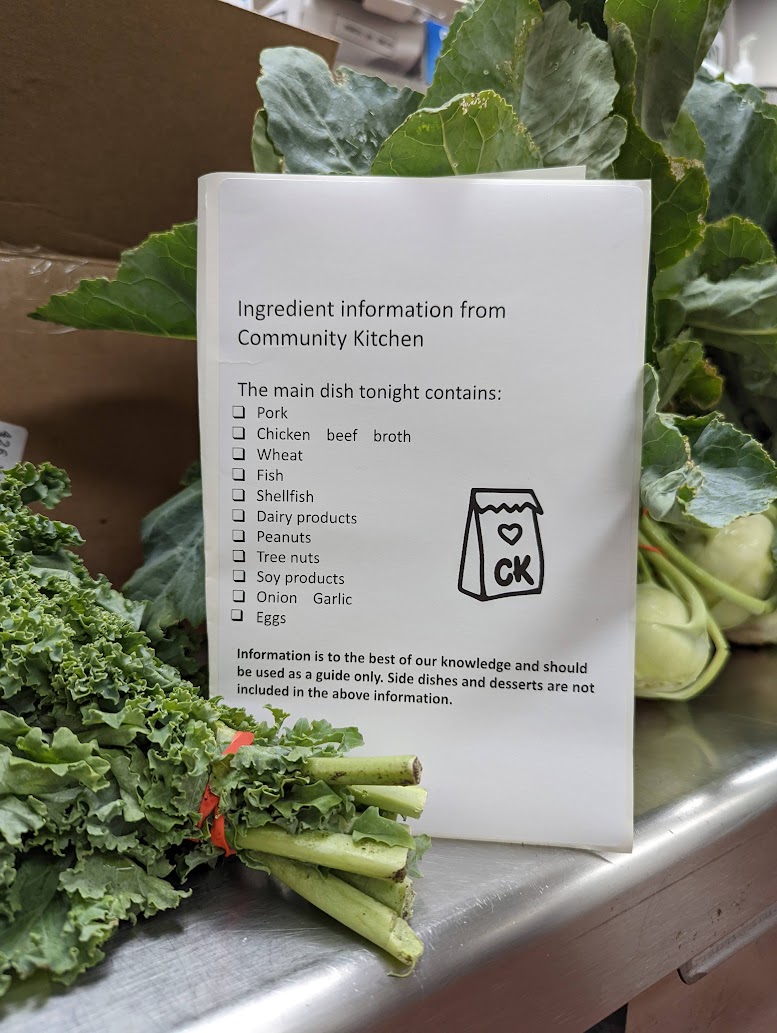 Ingredient information from
Community Kitchen
The main dish tonight contains:
❏ Pork
❏ Chicken beef broth
❏ Wheat
❏ Fish
❏ Shellfish
❏ Dairy products
❏ Peanuts
❏ Tree nuts
❏ Soy products
❏ Onion Garlic
❏ Eggs
CK
Information is to the best of our knowledge and should
be used as a guide only. Side dishes and desserts are not
included in the above information.